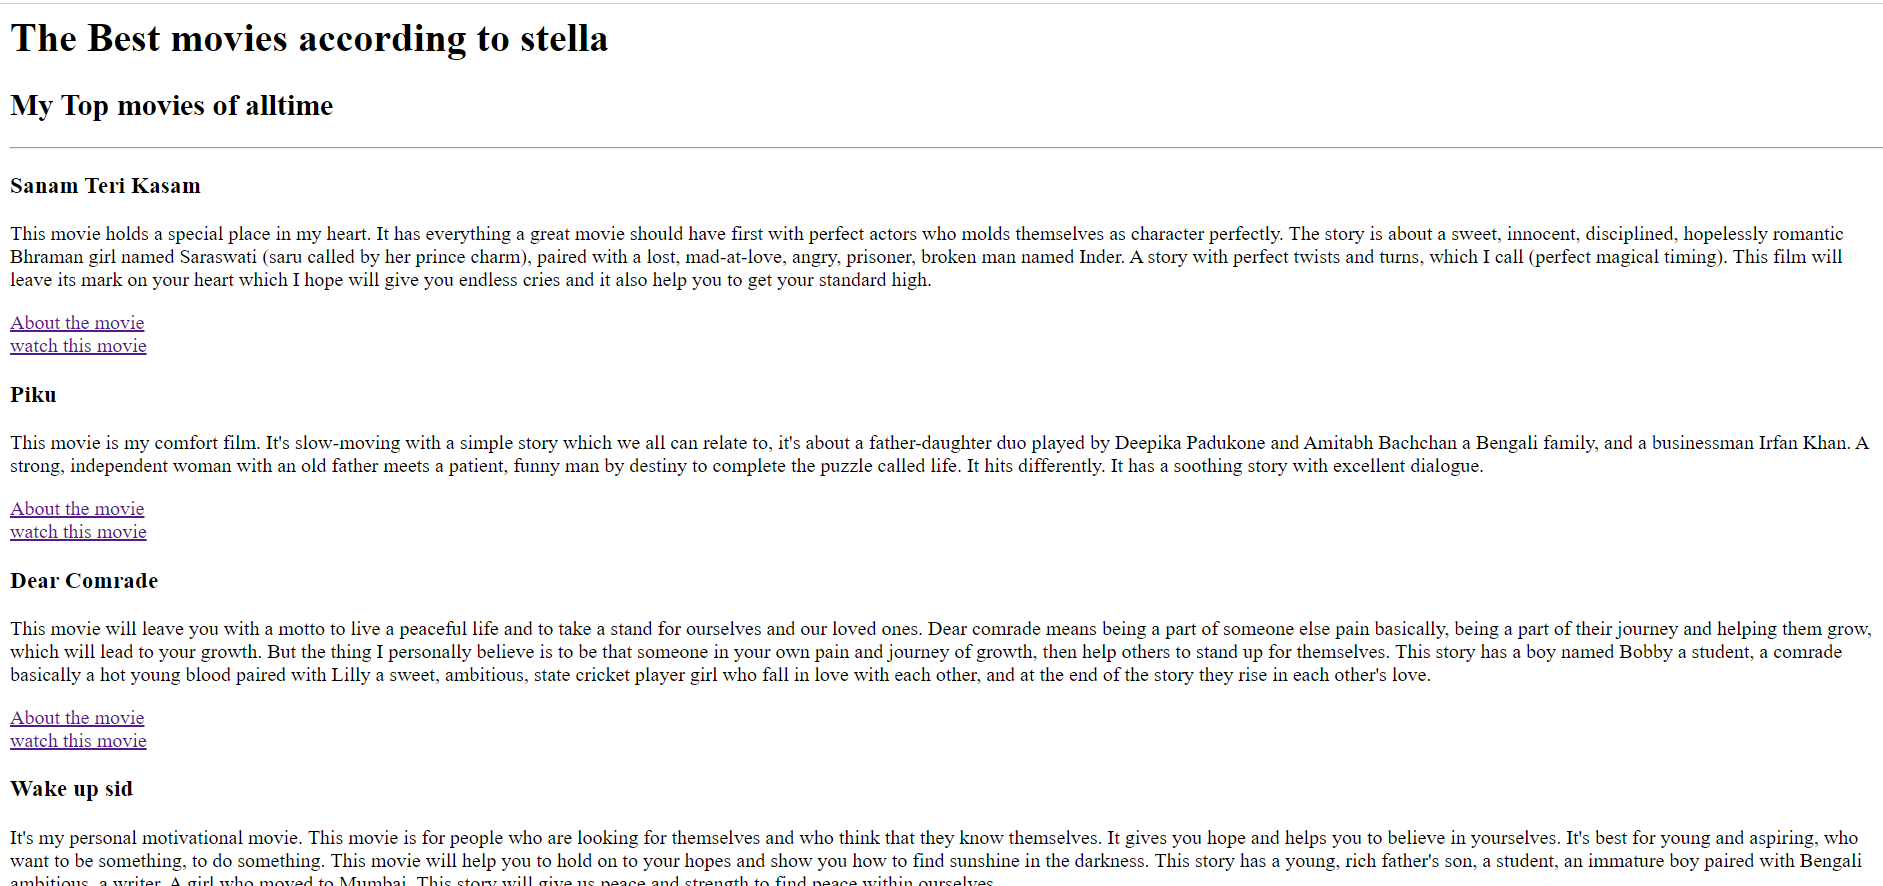 The Best movies according to stella
My Top movies of alltime
Sanam Teri Kasam
This movie holds a special place in my heart. It has everything a great movie should have first with perfect actors who molds themselves as character perfectly. The story is about a sweet, innocent, disciplined, hopelessly romantic
Bhraman girl named Saraswati (saru called by her prince charm), paired with a lost, mad-at-love, angry, prisoner, broken man named Inder. A story with perfect twists and turns, which I call (perfect magical timing). This film will
leave its mark on your heart which I hope will give you endless cries and it also help you to get your standard high.
About the movie
watch this movie
Piku
This movie is my comfort film. It's slow-moving with a simple story which we all can relate to, it's about a father-daughter duo played by Deepika Padukone and Amitabh Bachchan a Bengali family, and a businessman Irfan Khan. A
strong, independent woman with an old father meets a patient, funny man by destiny to complete the puzzle called life. It hits differently. It has a soothing story with excellent dialogue.
About the movie
watch this movie
Dear Comrade
This movie will leave you with a motto to live a peaceful life and to take a stand for ourselves and our loved ones. Dear comrade means being a part of someone else pain basically, being a part of their journey and helping them grow,
which will lead to your growth. But the thing I personally believe is to be that someone in your own pain and journey of growth, then help others to stand up for themselves. This story has a boy named Bobby a student, a comrade
basically a hot young blood paired with Lilly a sweet, ambitious, state cricket player girl who fall in love with each other, and at the end of the story they rise in each other's love.
About the movie
watch this movie
Wake up sid
It's my personal motivational movie. This movie is for people who are looking for themselves and who think that they know themselves. It gives you hope and helps you to believe in yourselves. It's best for young and aspiring, who
want to be something, to do something. This movie will help you to hold on to your hopes and show you how to find sunshine in the darkness. This story has a young, rich father's son, a student, an immature boy paired with Bengali
ambitious, a writer. A girl who moved to Mumbai. This story will give us peace and strength to find peace within ourselves.